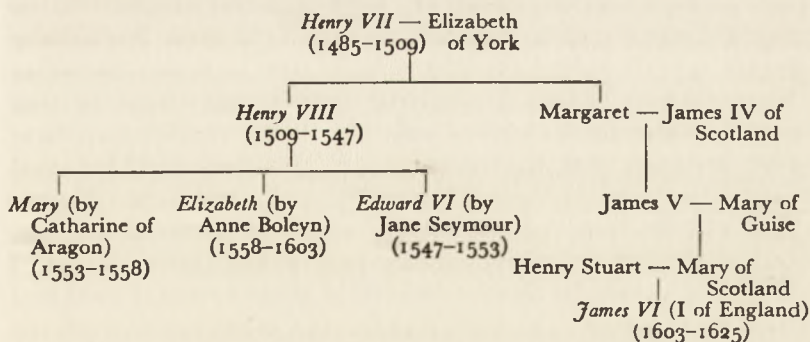 Henry VII — Elizabeth
(1485–1509) of York
Henry VIII
(1509–1547)
Margaret — James IV of
Scotland
Mary (by
Catharine of
Aragon)
(1553–1558)
Elizabeth (by
Anne Boleyn)
(1558–1603)
Edward VI (by
Jane Seymour)
(1547–1553)
James V — Mary of
Guise
Henry Stuart — Mary of
Scotland
James VI (I of England)
(1603–1625)